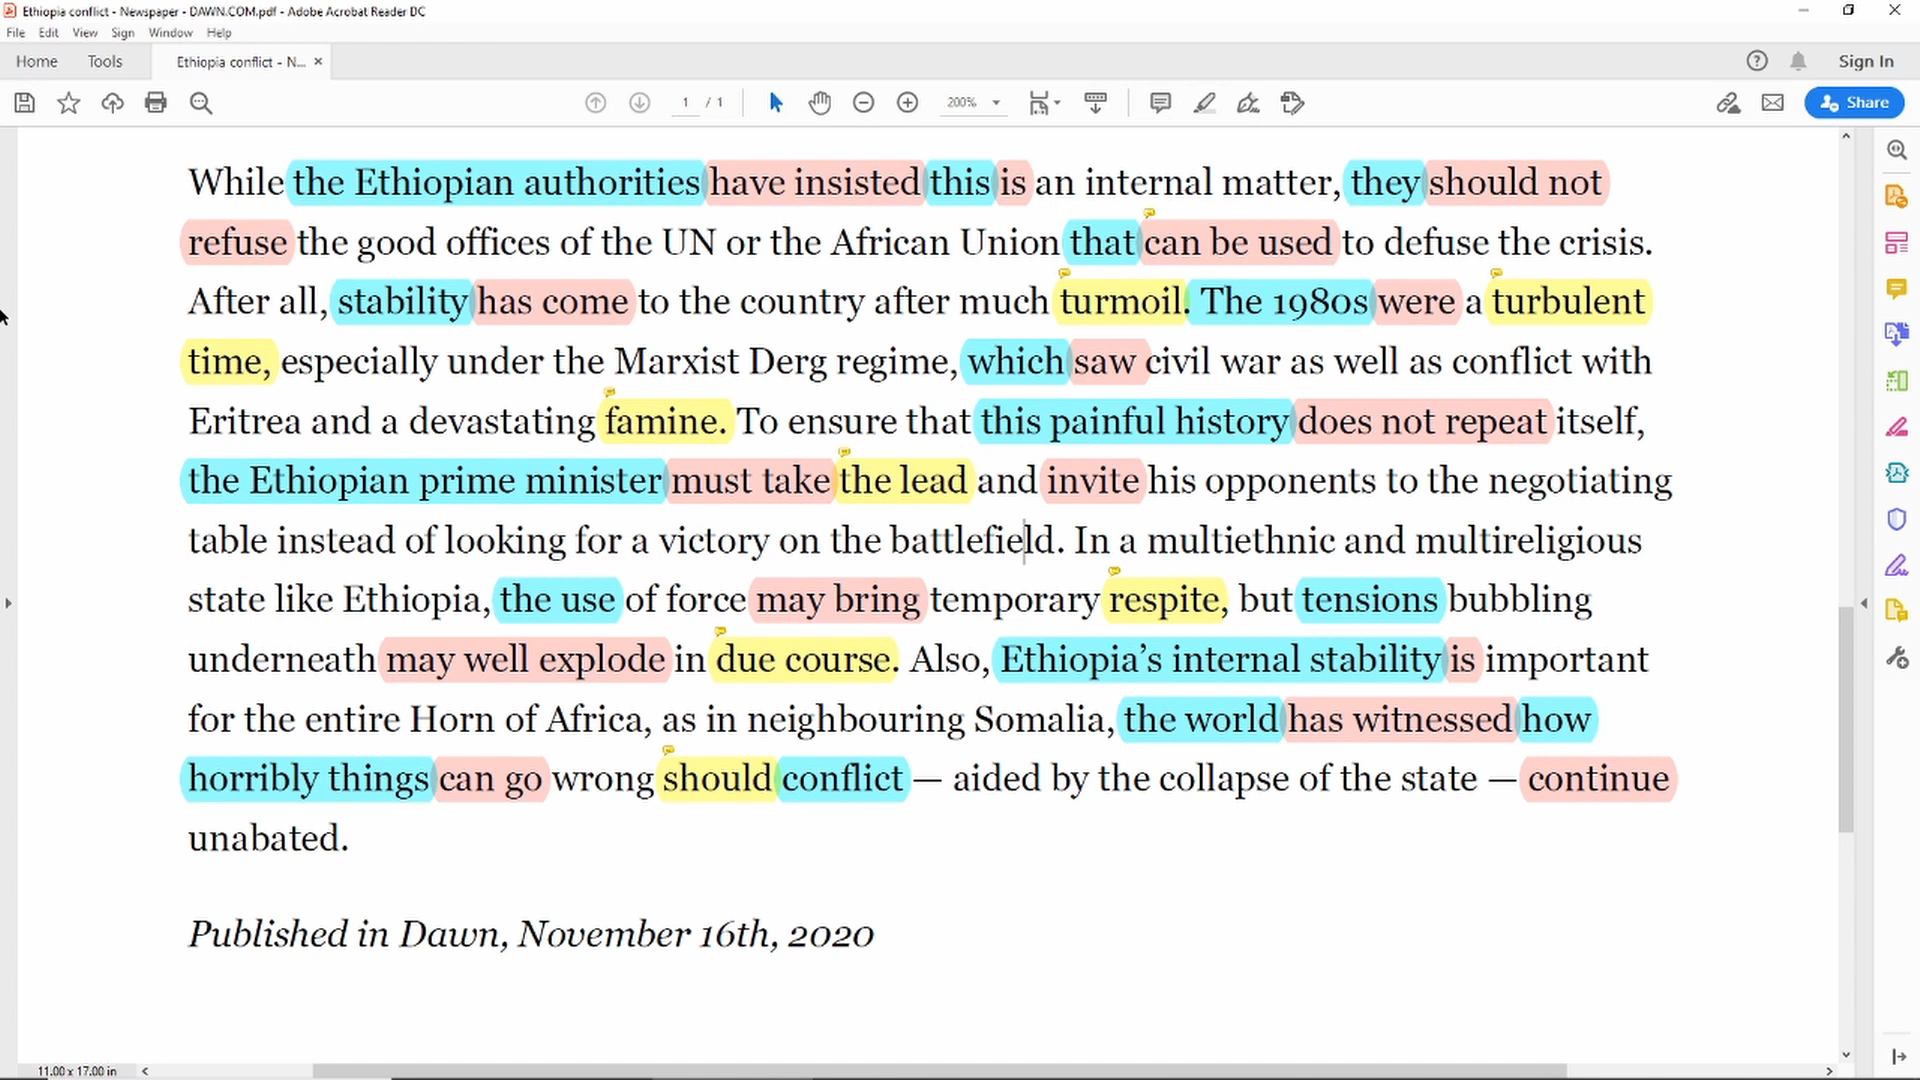 Ethiopia conflict - Newspaper - DAWN.COM.pdf - Adobe Acrobat Reader DC
File Edit View Sign Window Help
Home Tools Ethiopia conflict - N... × Sign In
1 / 1 200% Share
While the Ethiopian authorities have insisted this is an internal matter, they should not
refuse the good offices of the UN or the African Union that can be used to defuse the crisis.
After all, stability has come to the country after much turmoil. The 1980s were a turbulent
time, especially under the Marxist Derg regime, which saw civil war as well as conflict with
Eritrea and a devastating famine. To ensure that this painful history does not repeat itself,
the Ethiopian prime minister must take the lead and invite his opponents to the negotiating
table instead of looking for a victory on the battlefield. In a multiethnic and multireligious
state like Ethiopia, the use of force may bring temporary respite, but tensions bubbling
underneath may well explode in due course. Also, Ethiopia's internal stability is important
for the entire Horn of Africa, as in neighbouring Somalia, the world has witnessed how
horribly things can go wrong should conflict — aided by the collapse of the state — continue
unabated.
Published in Dawn, November 16th, 2020
11.00 x 17.00 in